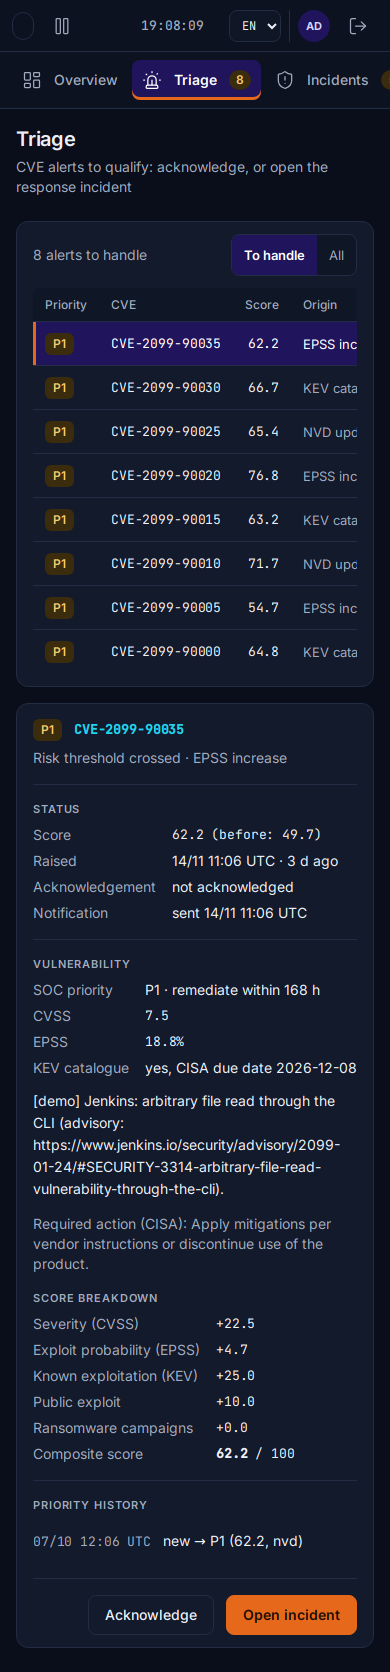 19:08:09 EN AD
Overview Triage 8 Incidents
Triage
CVE alerts to qualify: acknowledge, or open the
response incident
8 alerts to handle To handle All
Priority CVE Score Origin
P1 CVE-2099-90035 62.2 EPSS inc
P1 CVE-2099-90030 66.7 KEV cata
P1 CVE-2099-90025 65.4 NVD upd
P1 CVE-2099-90020 76.8 EPSS inc
P1 CVE-2099-90015 63.2 KEV cata
P1 CVE-2099-90010 71.7 NVD upd
P1 CVE-2099-90005 54.7 EPSS inc
P1 CVE-2099-90000 64.8 KEV cata
P1 CVE-2099-90035
Risk threshold crossed · EPSS increase
STATUS
Score 62.2 (before: 49.7)
Raised 14/11 11:06 UTC · 3 d ago
Acknowledgement not acknowledged
Notification sent 14/11 11:06 UTC
VULNERABILITY
SOC priority P1 · remediate within 168 h
CVSS 7.5
EPSS 18.8%
KEV catalogue yes, CISA due date 2026-12-08
[demo] Jenkins: arbitrary file read through the
CLI (advisory:
https://www.jenkins.io/security/advisory/2099-
01-24/#SECURITY-3314-arbitrary-file-read-
vulnerability-through-the-cli).
Required action (CISA): Apply mitigations per
vendor instructions or discontinue use of the
product.
SCORE BREAKDOWN
Severity (CVSS) +22.5
Exploit probability (EPSS) +4.7
Known exploitation (KEV) +25.0
Public exploit +10.0
Ransomware campaigns +0.0
Composite score 62.2 / 100
PRIORITY HISTORY
07/10 12:06 UTC new → P1 (62.2, nvd)
Acknowledge Open incident